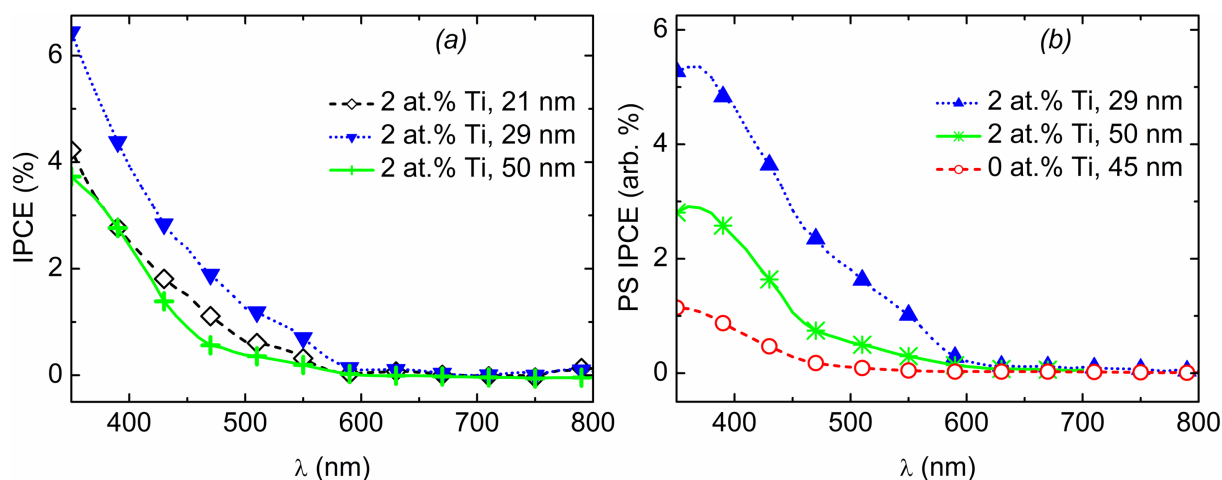 (a)
2 at.% Ti, 21 nm
2 at.% Ti, 29 nm
2 at.% Ti, 50 nm
IPCE (%)
6
4
2
0
400 500 600 700 800
λ (nm)
(b)
2 at.% Ti, 29 nm
2 at.% Ti, 50 nm
0 at.% Ti, 45 nm
PS IPCE (arb. %)
6
4
2
0
400 500 600 700 800
λ (nm)